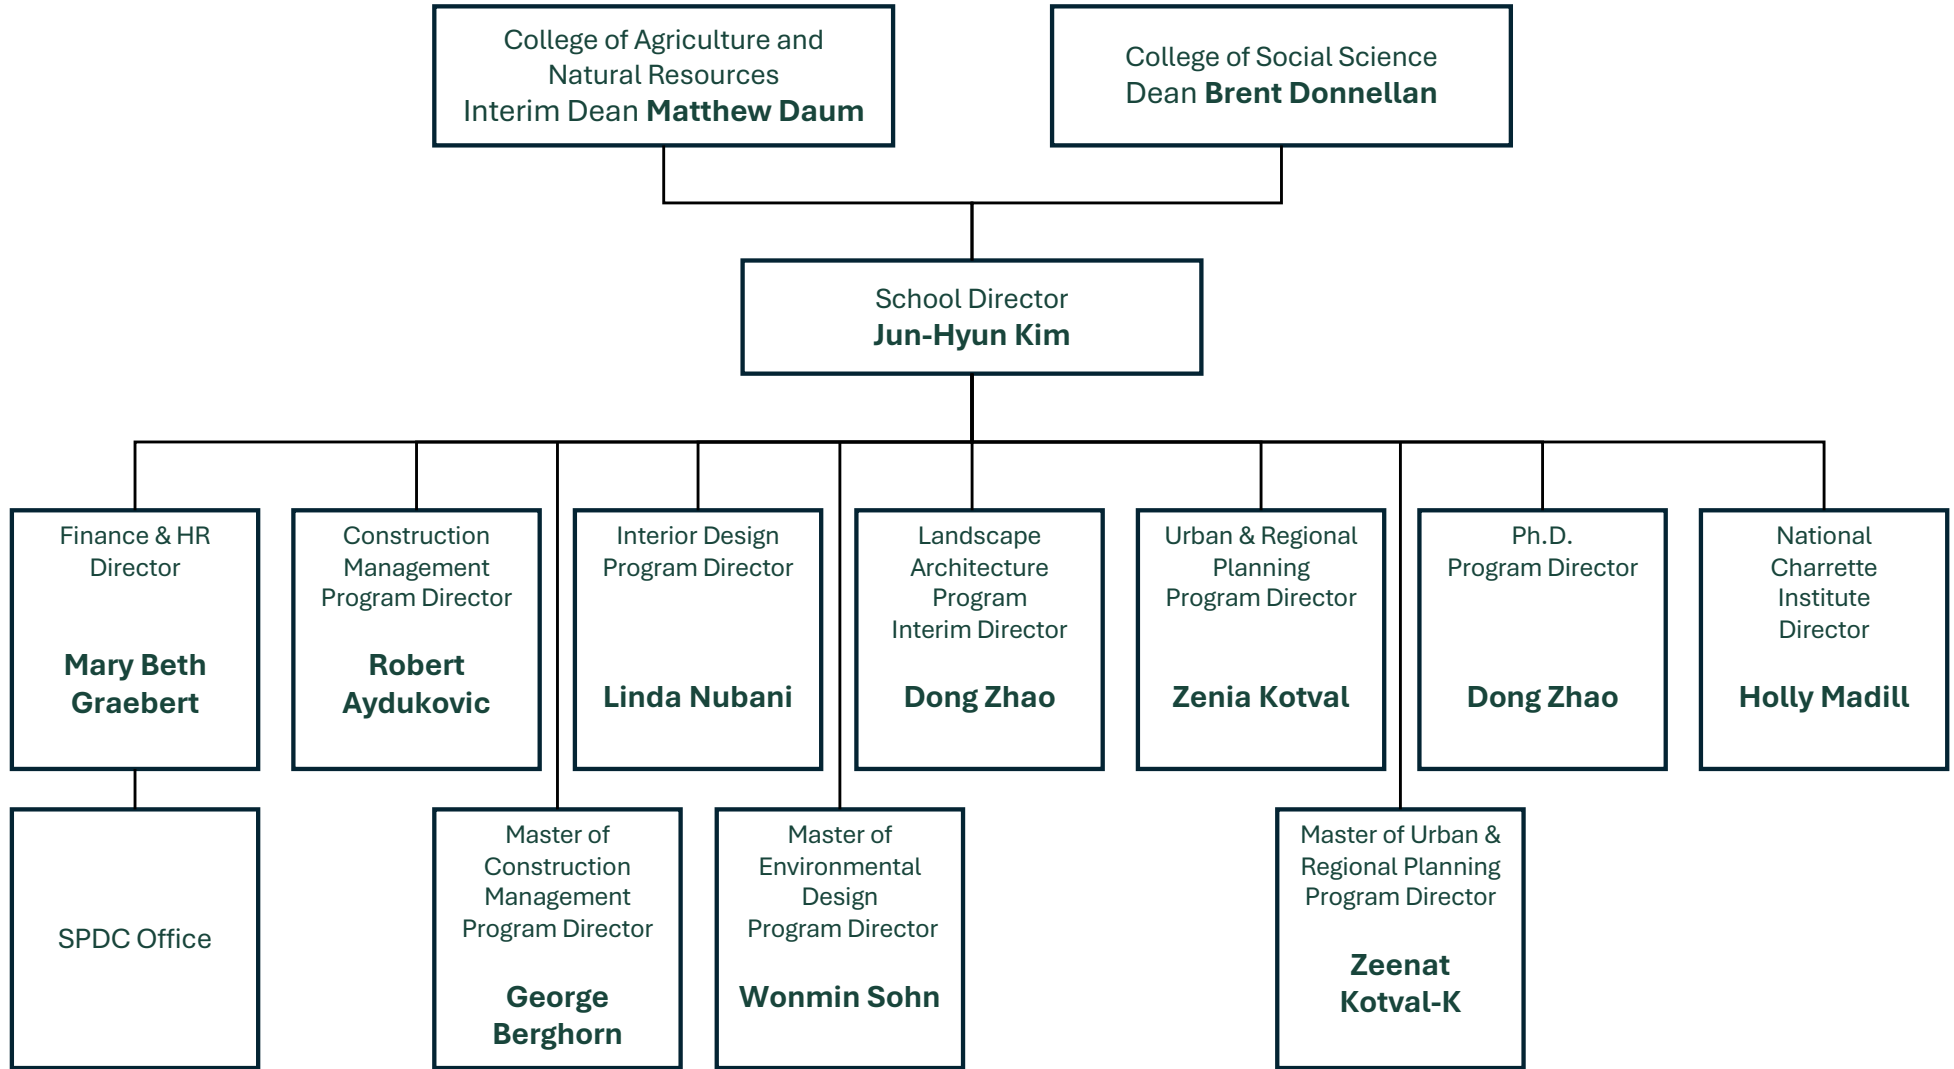 College of Agriculture and
Natural Resources
Interim Dean Matthew Daum
College of Social Science
Dean Brent Donnellan
School Director
Jun-Hyun Kim
Finance & HR
Director
Mary Beth
Graebert
Construction
Management
Program Director
Robert
Aydukovic
Interior Design
Program Director
Linda Nubani
Landscape
Architecture
Program
Interim Director
Dong Zhao
Urban & Regional
Planning
Program Director
Zenia Kotval
Ph.D.
Program Director
Dong Zhao
National
Charrette
Institute
Director
Holly Madill
SPDC Office
Master of
Construction
Management
Program Director
George
Berghorn
Master of
Environmental
Design
Program Director
Wonmin Sohn
Master of Urban &
Regional Planning
Program Director
Zeenat
Kotval-K